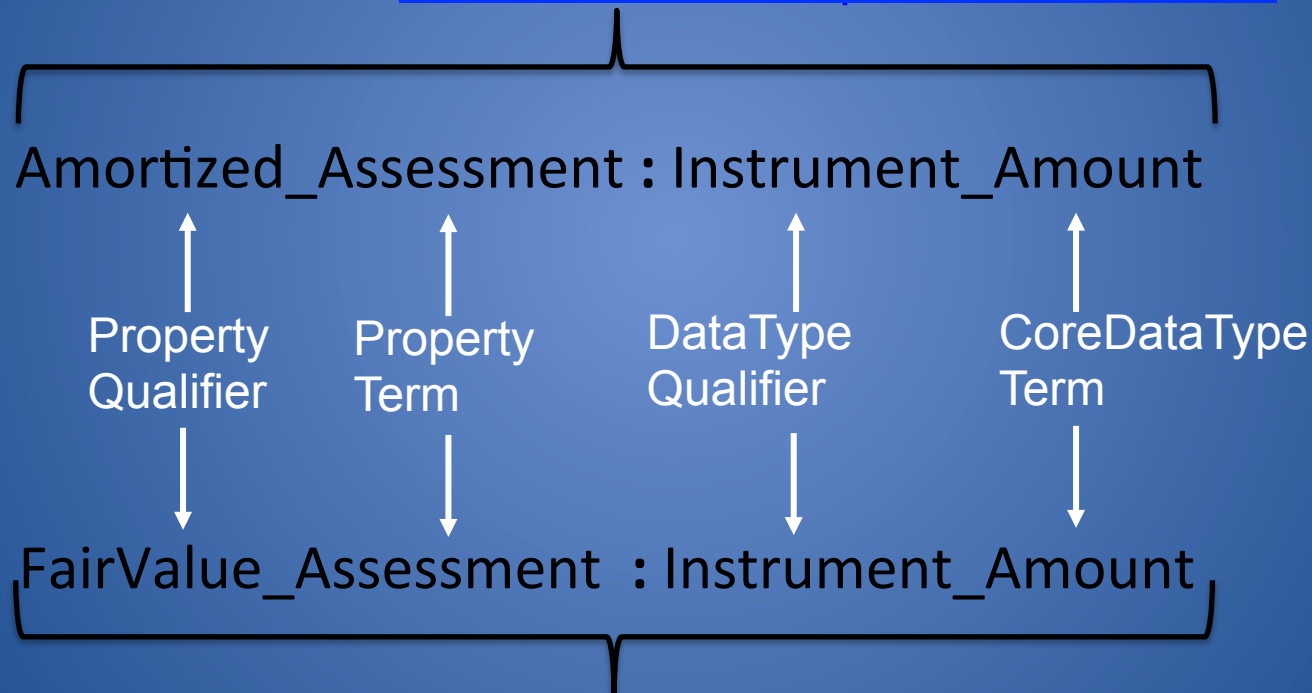 Amortized_Assessment : Instrument_Amount
Property
Qualifier
Property
Term
DataType
Qualifier
CoreDataType
Term
FairValue_Assessment : Instrument_Amount